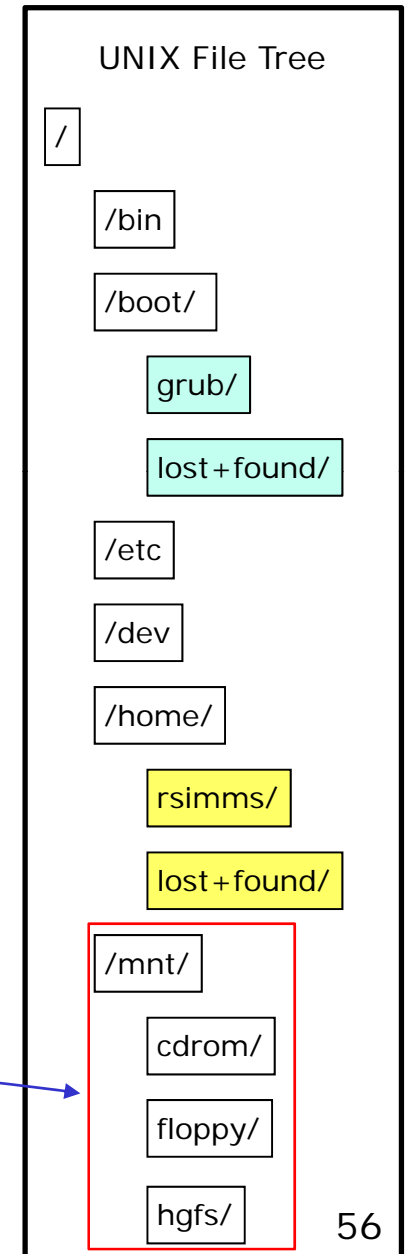 UNIX File Tree
/
/bin
/boot/
grub/
lost+found/
/etc
/dev
/home/
rsimms/
lost+found/
/mnt/
cdrom/
floppy/
hgfs/
56